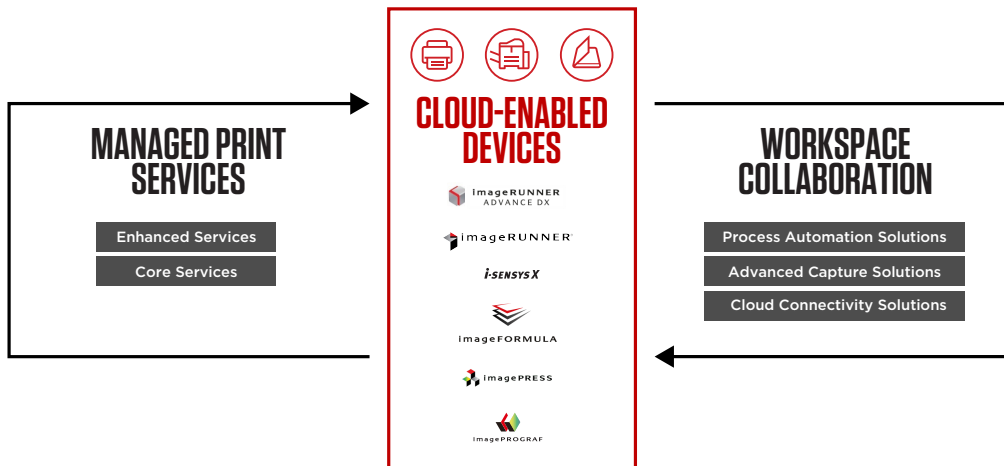 MANAGED PRINT
SERVICES
Enhanced Services
Core Services
CLOUD-ENABLED
DEVICES
imageRUNNER
ADVANCE DX
imageRUNNER®
i-SENSYS X
imageFORMULA
imagePRESS
imagePROGRAF
WORKSPACE
COLLABORATION
Process Automation Solutions
Advanced Capture Solutions
Cloud Connectivity Solutions